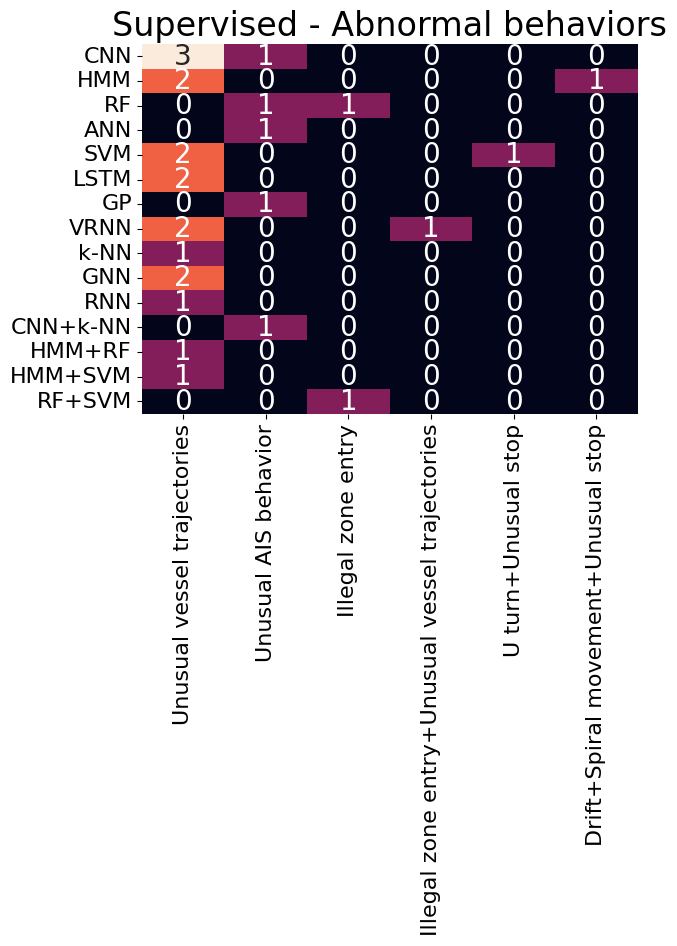 Supervised - Abnormal behaviors
CNN 3 1 0 0 0 0
HMM 2 0 0 0 0 1
RF 0 1 1 0 0 0
ANN 0 1 0 0 0 0
SVM 2 0 0 0 1 0
LSTM 2 0 0 0 0 0
GP 0 1 0 0 0 0
VRNN 2 0 0 1 0 0
k-NN 1 0 0 0 0 0
GNN 2 0 0 0 0 0
RNN 1 0 0 0 0 0
CNN+k-NN 0 1 0 0 0 0
HMM+RF 1 0 0 0 0 0
HMM+SVM 1 0 0 0 0 0
RF+SVM 0 0 1 0 0 0
Unusual vessel trajectories
Unusual AIS behavior
Illegal zone entry
Illegal zone entry+Unusual vessel trajectories
U turn+Unusual stop
Drift+Spiral movement+Unusual stop